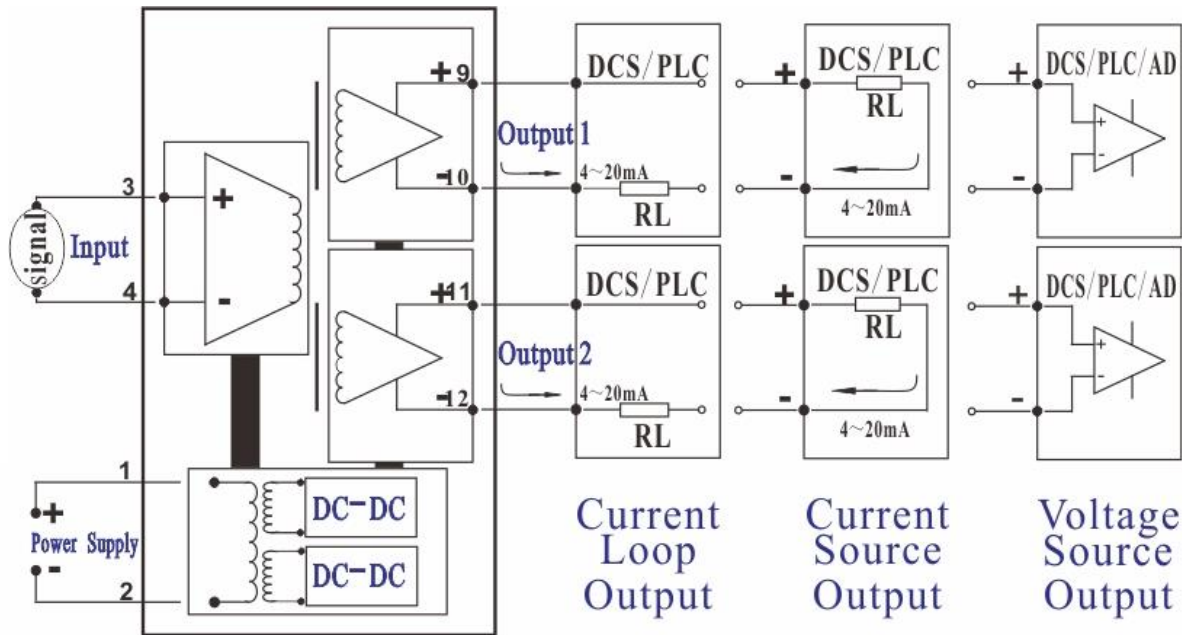 + 9
DCS/PLC
+ DCS/PLC
RL
+ DCS/PLC/AD
+
-
Output 1
- 10
4~20mA
RL
-
4~20mA
-
3
+
signal
Input
4
-
+ 11
DCS/PLC
+ DCS/PLC
RL
+ DCS/PLC/AD
+
-
Output 2
- 12
4~20mA
RL
-
4~20mA
-
1
+
Power Supply
-
2
DC-DC
DC-DC
Current
Loop
Output
Current
Source
Output
Voltage
Source
Output